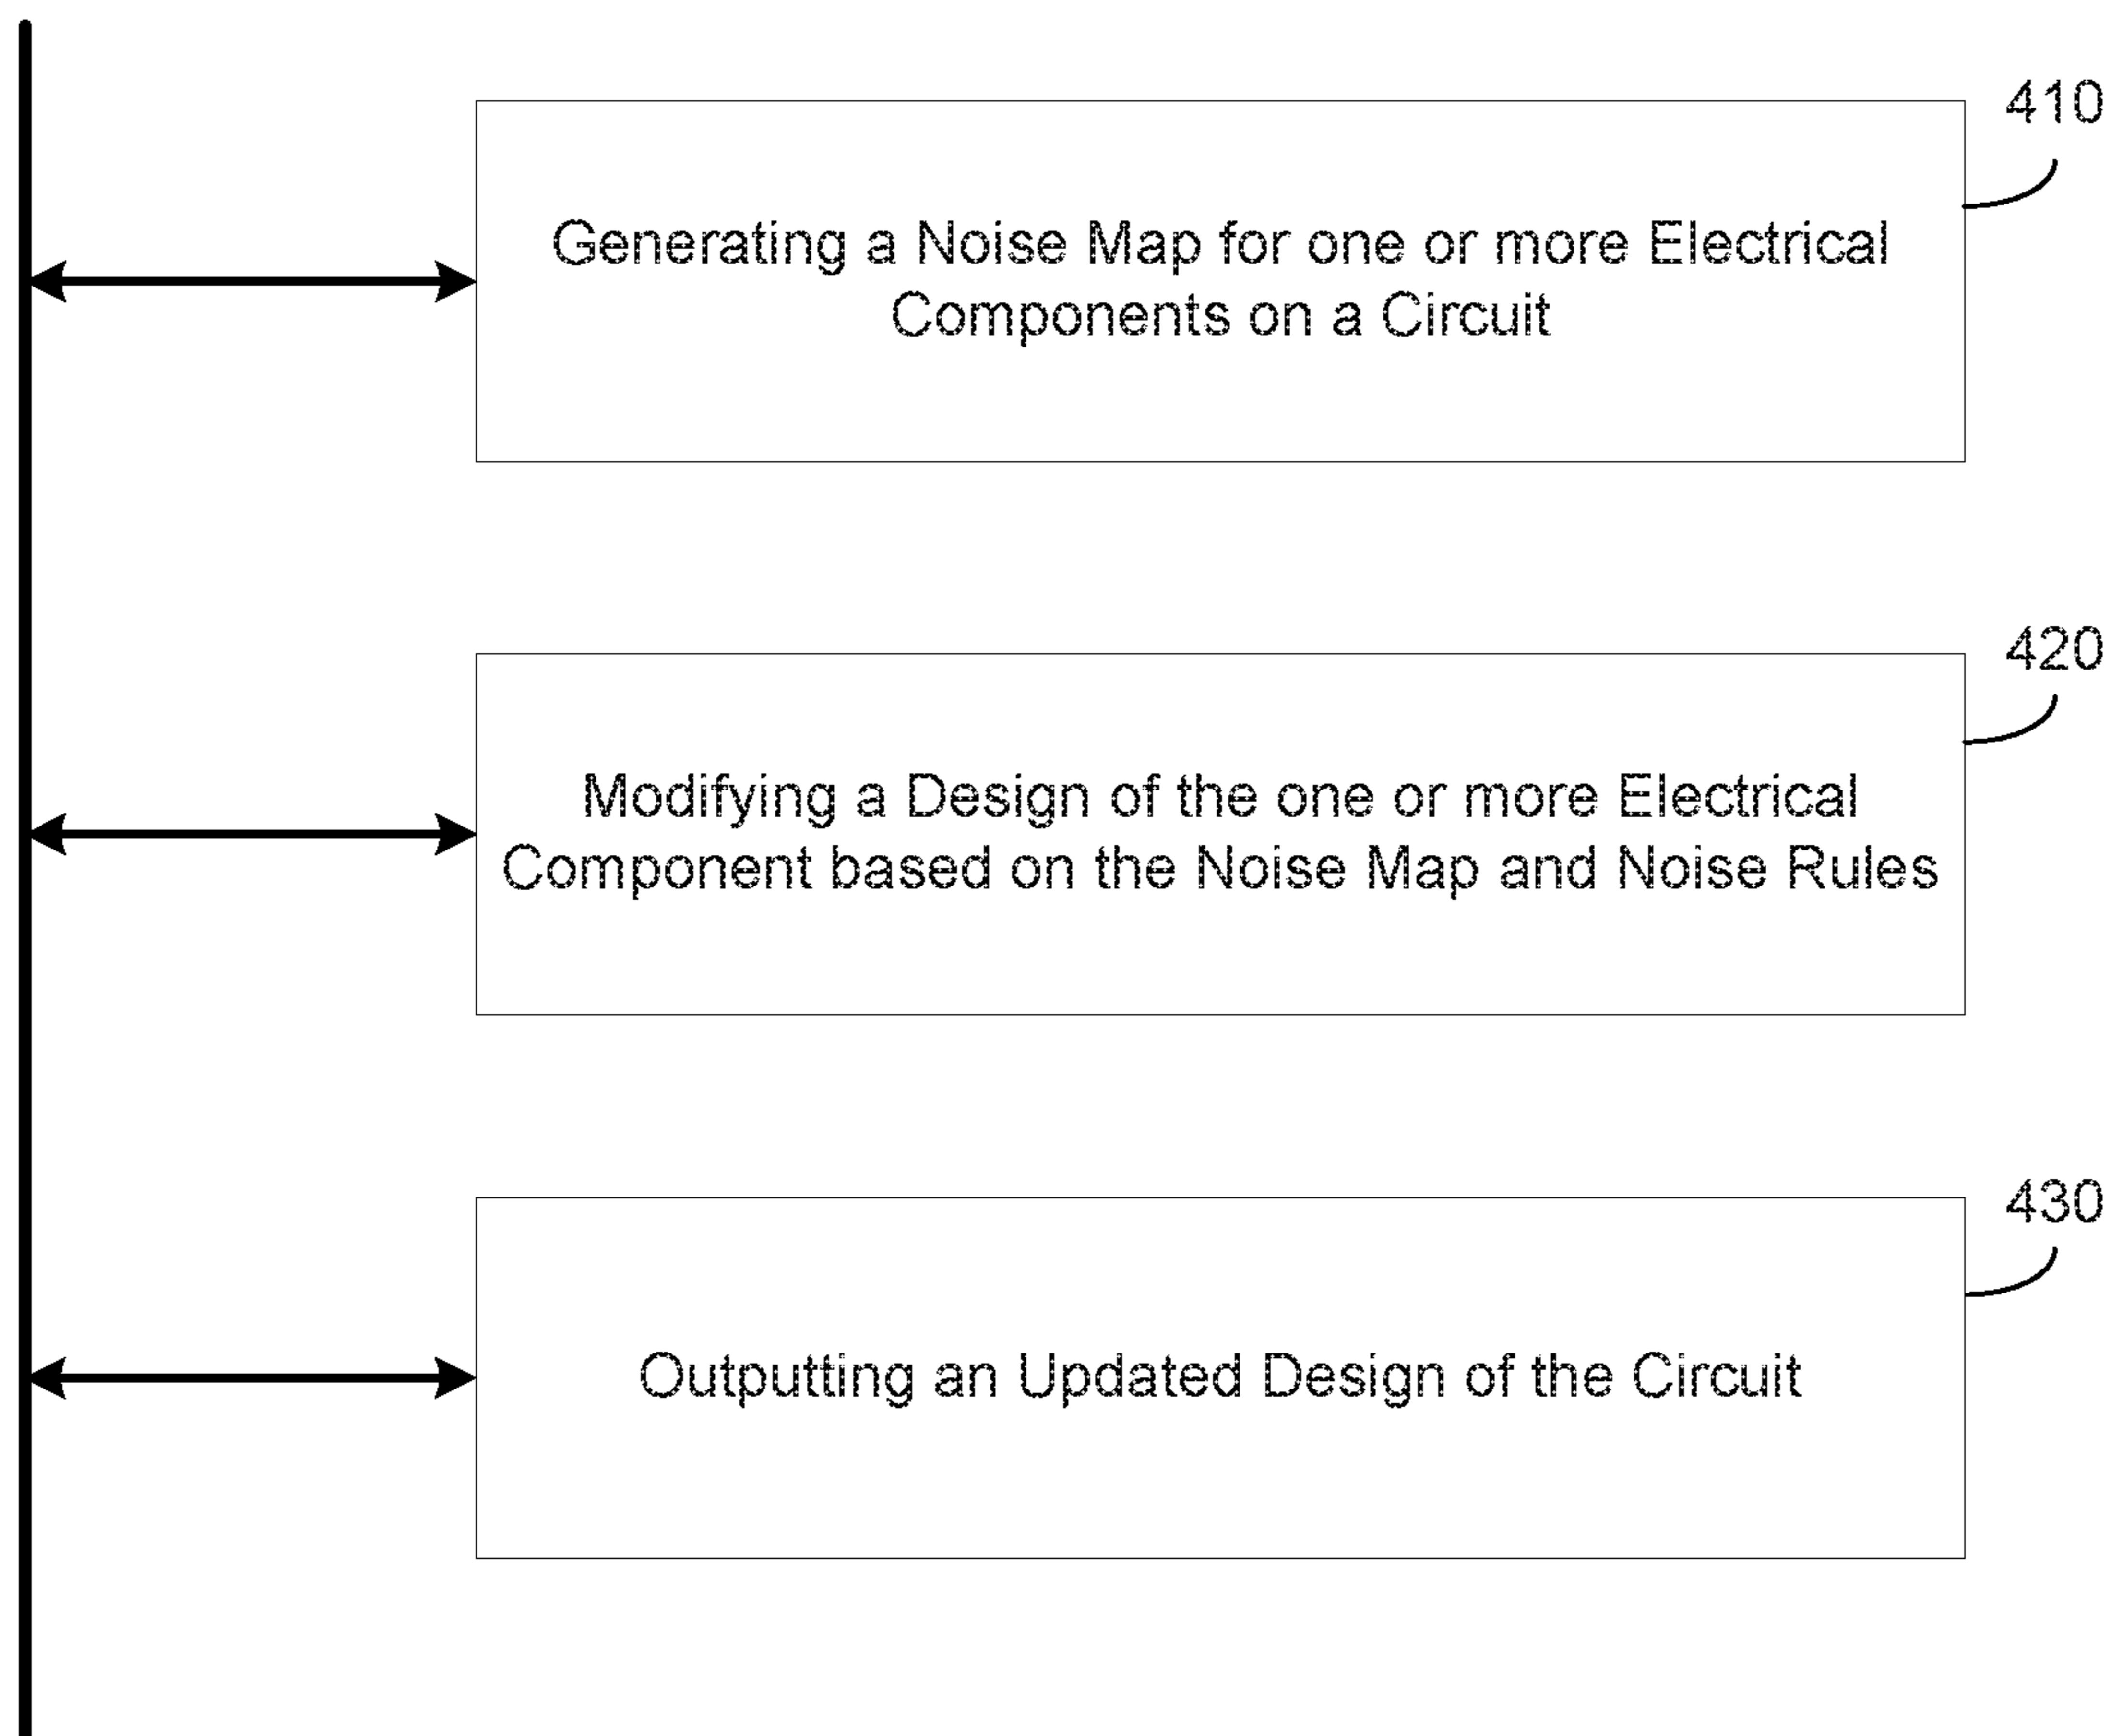 410
Generating a Noise Map for one or more Electrical
Components on a Circuit
420
Modifying a Design of the one or more Electrical
Component based on the Noise Map and Noise Rules
430
Outputting an Updated Design of the Circuit